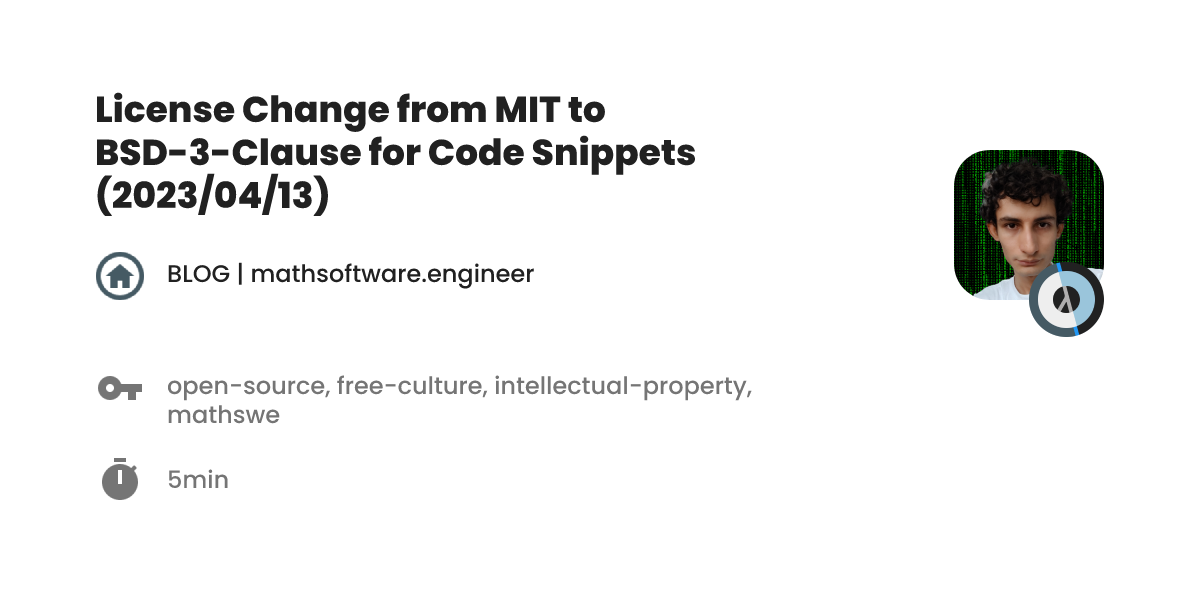 License Change from MIT to
BSD-3-Clause for Code Snippets
(2023/04/13)
BLOG | mathsoftware.engineer
open-source, free-culture, intellectual-property,
mathswe
5min